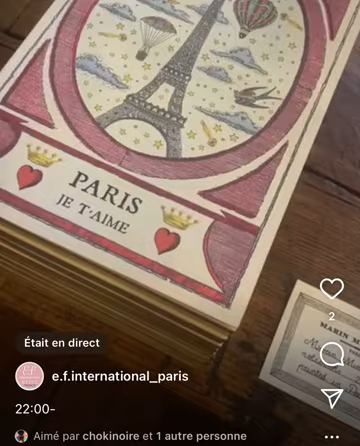 PARIS
JE T'AIME
MARIN M
Était en direct
e.f.international_paris
2
22:00-
Aimé par chokinoire et 1 autre personne